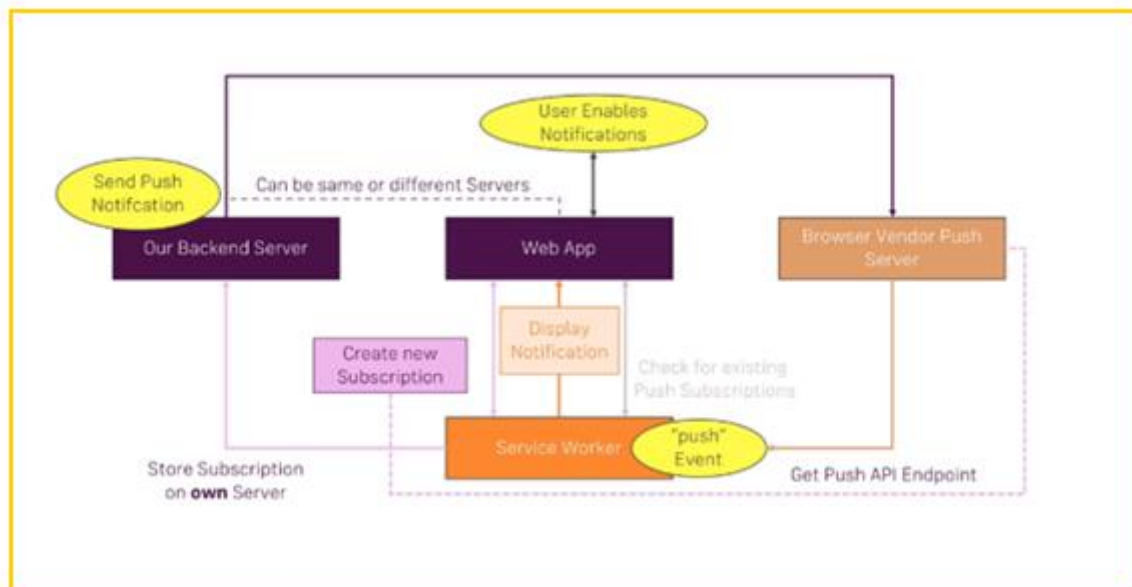 User Enables
Notifications
Send Push
Notifcation
Can be same or different Servers
Our Backend Server
Web App
Browser Vendor Push
Server
Display
Notification
Create new
Subscription
Check for existing
Push Subscriptions
Service Worker
"push"
Event
Store Subscription
on own Server
Get Push API Endpoint